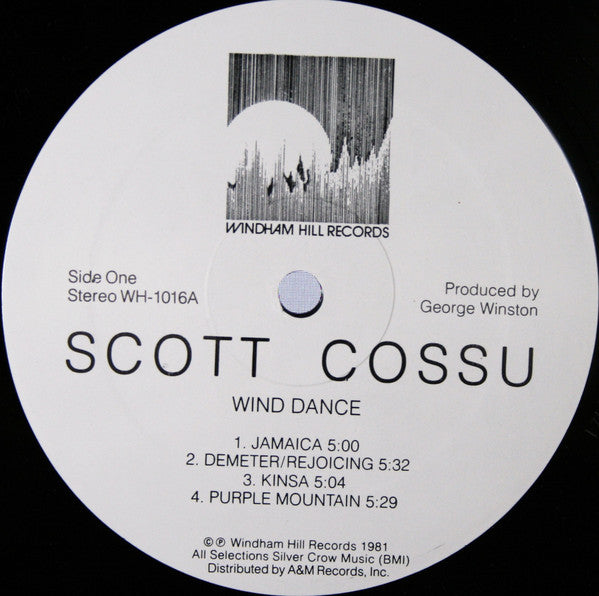 WINDHAM HILL RECORDS
Side One
Stereo WH-1016A
Produced by
George Winston
SCOTT COSSU
WIND DANCE
1. JAMAICA 5:00
2. DEMETER/REJOICING 5:32
3. KINSA 5:04
4. PURPLE MOUNTAIN 5:29
© ℗ Windham Hill Records 1981
All Selections Silver Crow Music (BMI)
Distributed by A&M Records, Inc.